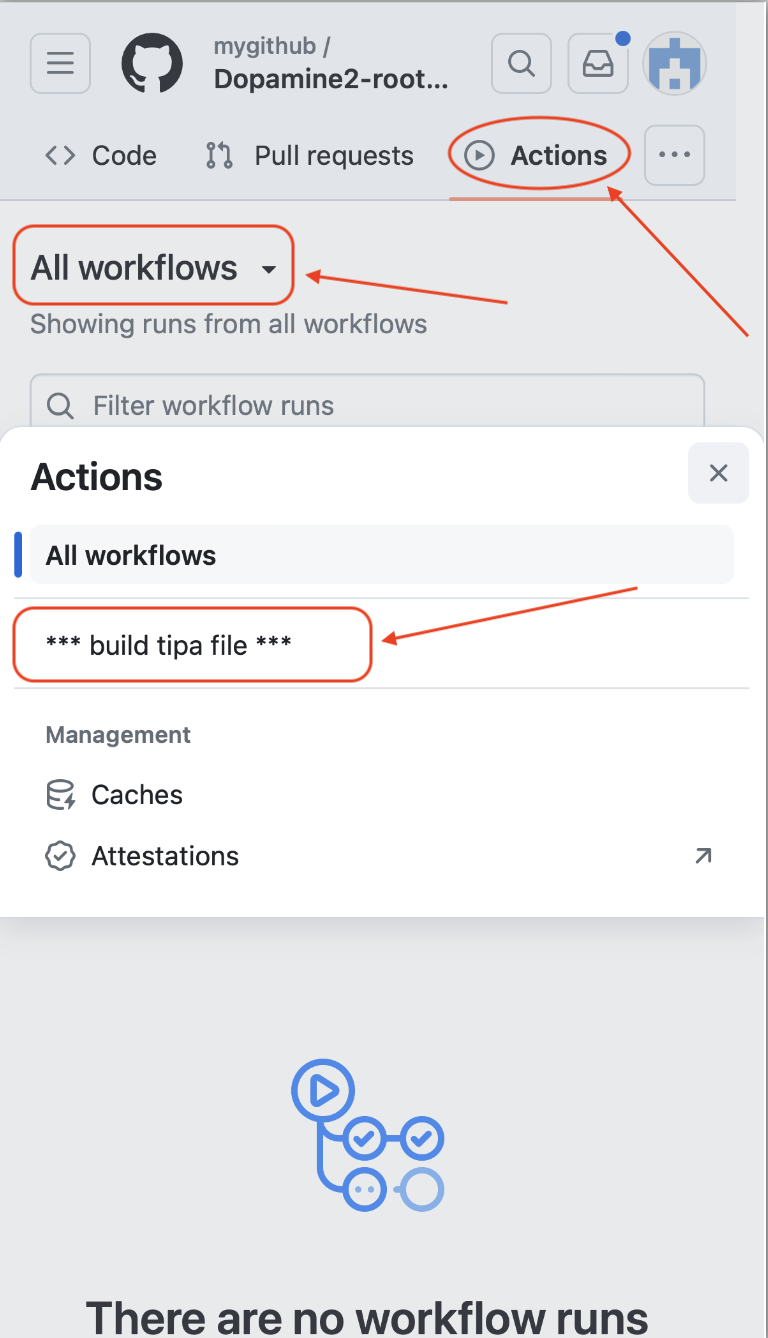 mygithub /
Dopamine2-root...
Code
Pull requests
Actions
All workflows
Showing runs from all workflows
Filter workflow runs
Actions
All workflows
*** build tipa file ***
Management
Caches
Attestations
There are no workflow runs